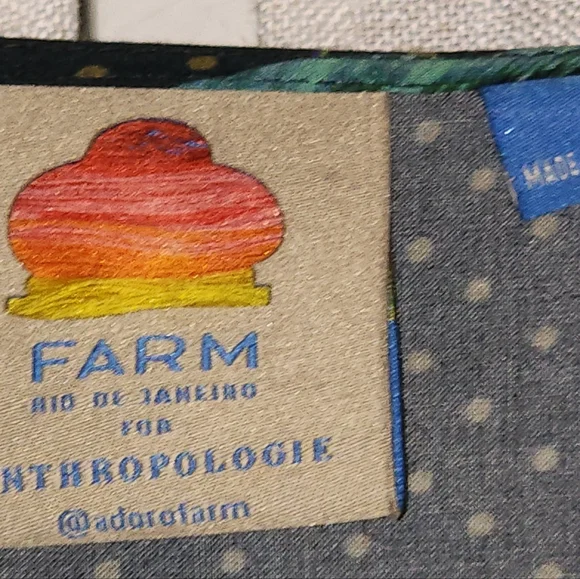 FARM
RIO DE JANEIRO
FOR
NTHROPOLOGIE
@adorofarm
MADE